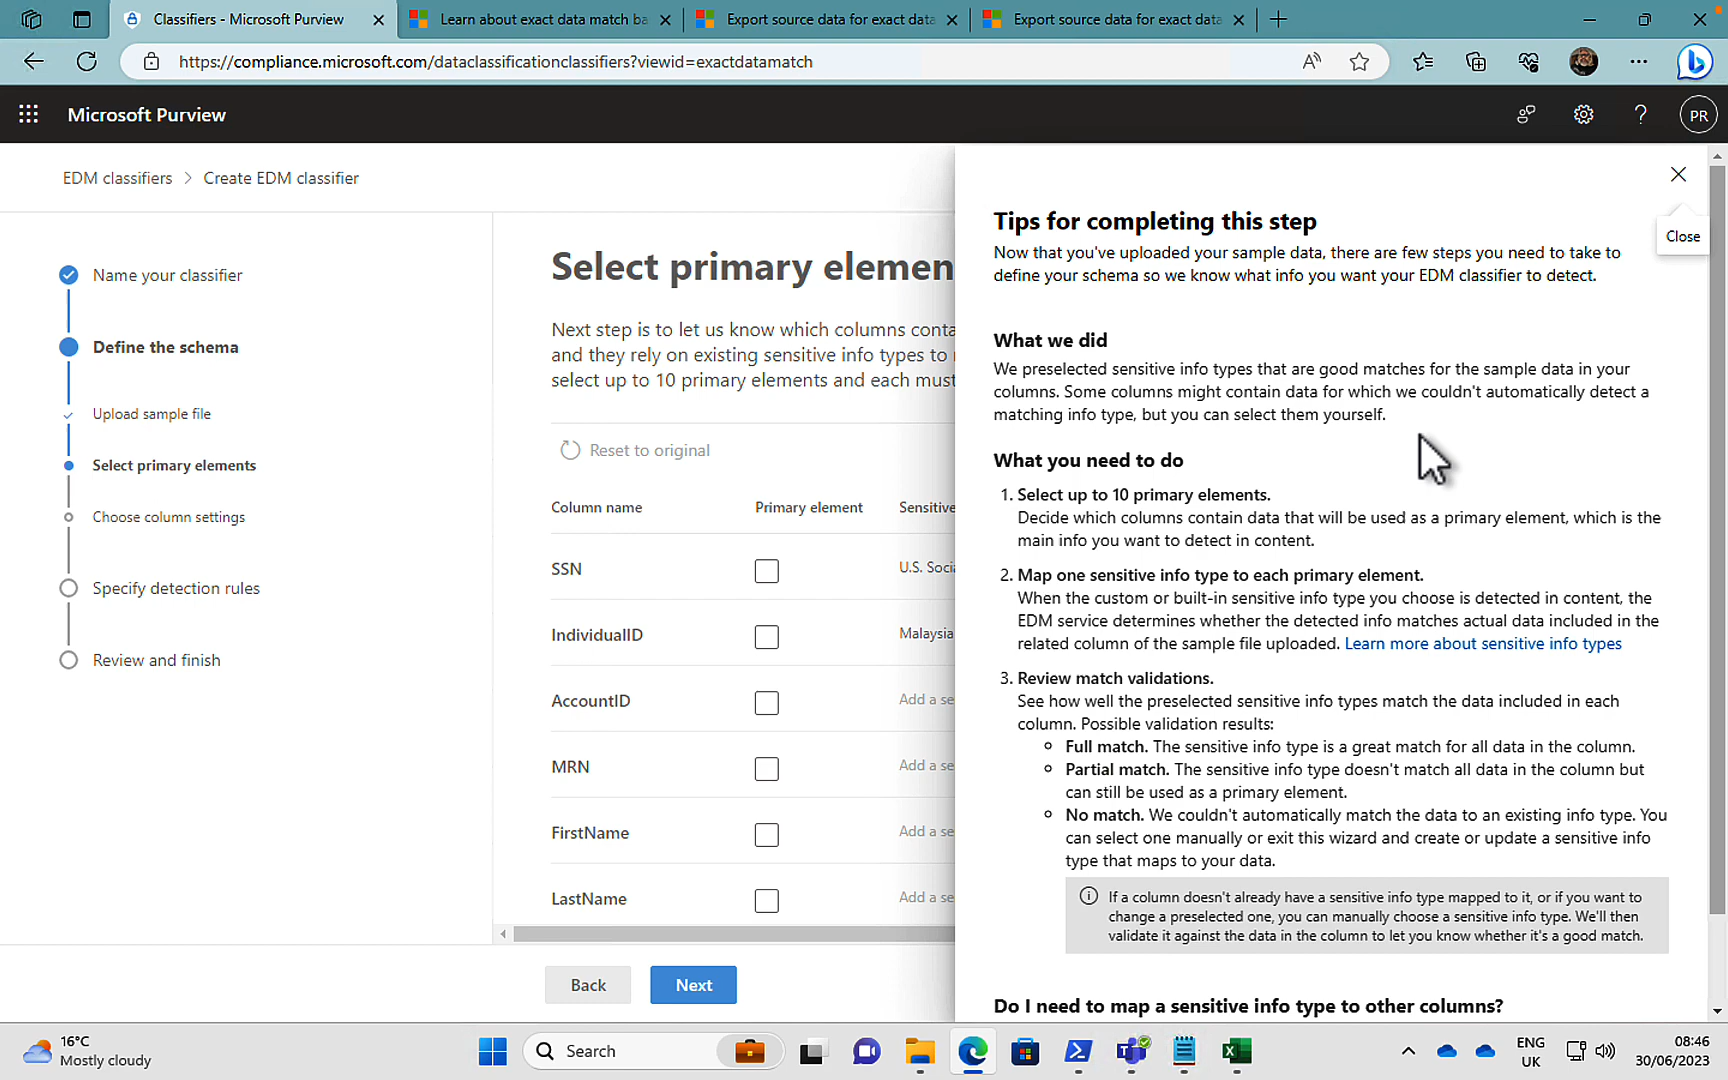 Classifiers - Microsoft Purview
Learn about exact data match ba
Export source data for exact data
Export source data for exact data
https://compliance.microsoft.com/dataclassificationclassifiers?viewid=exactdatamatch
Microsoft Purview
PR
EDM classifiers > Create EDM classifier
Name your classifier
Define the schema
Upload sample file
Select primary elements
Choose column settings
Specify detection rules
Review and finish
Select primary elemen
Next step is to let us know which columns conta
and they rely on existing sensitive info types to
select up to 10 primary elements and each must
Reset to original
Column name Primary element Sensitive
SSN U.S. Socia
IndividualID Malaysia
AccountID Add a se
MRN Add a se
FirstName Add a se
LastName Add a se
Back Next
Close
Tips for completing this step
Now that you've uploaded your sample data, there are few steps you need to take to
define your schema so we know what info you want your EDM classifier to detect.
What we did
We preselected sensitive info types that are good matches for the sample data in your
columns. Some columns might contain data for which we couldn't automatically detect a
matching info type, but you can select them yourself.
What you need to do
1. Select up to 10 primary elements.
Decide which columns contain data that will be used as a primary element, which is the
main info you want to detect in content.
2. Map one sensitive info type to each primary element.
When the custom or built-in sensitive info type you choose is detected in content, the
EDM service determines whether the detected info matches actual data included in the
related column of the sample file uploaded. Learn more about sensitive info types
3. Review match validations.
See how well the preselected sensitive info types match the data included in each
column. Possible validation results:
Full match. The sensitive info type is a great match for all data in the column.
Partial match. The sensitive info type doesn't match all data in the column but
can still be used as a primary element.
No match. We couldn't automatically match the data to an existing info type. You
can select one manually or exit this wizard and create or update a sensitive info
type that maps to your data.
If a column doesn't already have a sensitive info type mapped to it, or if you want to
change a preselected one, you can manually choose a sensitive info type. We'll then
validate it against the data in the column to let you know whether it's a good match.
Do I need to map a sensitive info type to other columns?
16°C
Mostly cloudy
Search
ENG
UK
08:46
30/06/2023